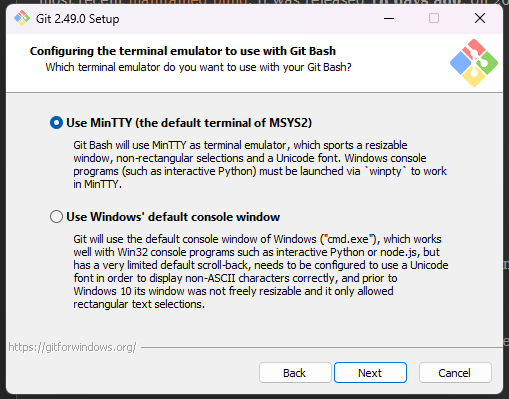 Git 2.49.0 Setup
Configuring the terminal emulator to use with Git Bash
Which terminal emulator do you want to use with your Git Bash?
Use MinTTY (the default terminal of MSYS2)
Git Bash will use MinTTY as terminal emulator, which sports a resizable
window, non-rectangular selections and a Unicode font. Windows console
programs (such as interactive Python) must be launched via `winpty` to work
in MinTTY.
Use Windows' default console window
Git will use the default console window of Windows ("cmd.exe"), which works
well with Win32 console programs such as interactive Python or node.js, but
has a very limited default scroll-back, needs to be configured to use a Unicode
font in order to display non-ASCII characters correctly, and prior to
Windows 10 its window was not freely resizable and it only allowed
rectangular text selections.
https://gitforwindows.org/
Back
Next
Cancel